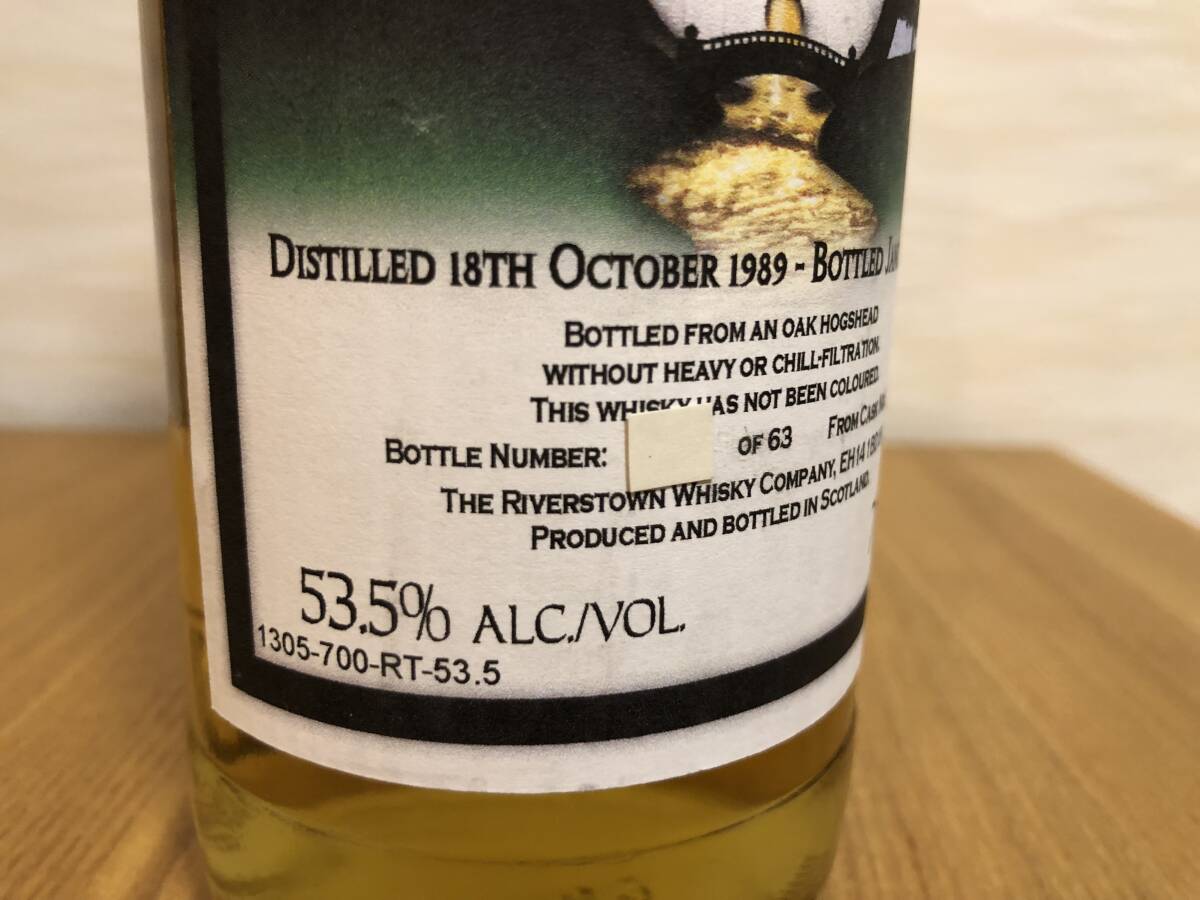 DISTILLED 18TH OCTOBER 1989 - BOTTLED
BOTTLED FROM AN OAK HOGSHEAD
WITHOUT HEAVY OR CHILL-FILTRATION.
THIS WHISKY HAS NOT BEEN COLOURED.
BOTTLE NUMBER: OF 63 FROM CASK
THE RIVERSTOWN WHISKY COMPANY, EH14 1BD
PRODUCED AND BOTTLED IN SCOTLAND.
53.5% ALC./VOL.
1305-700-RT-53.5